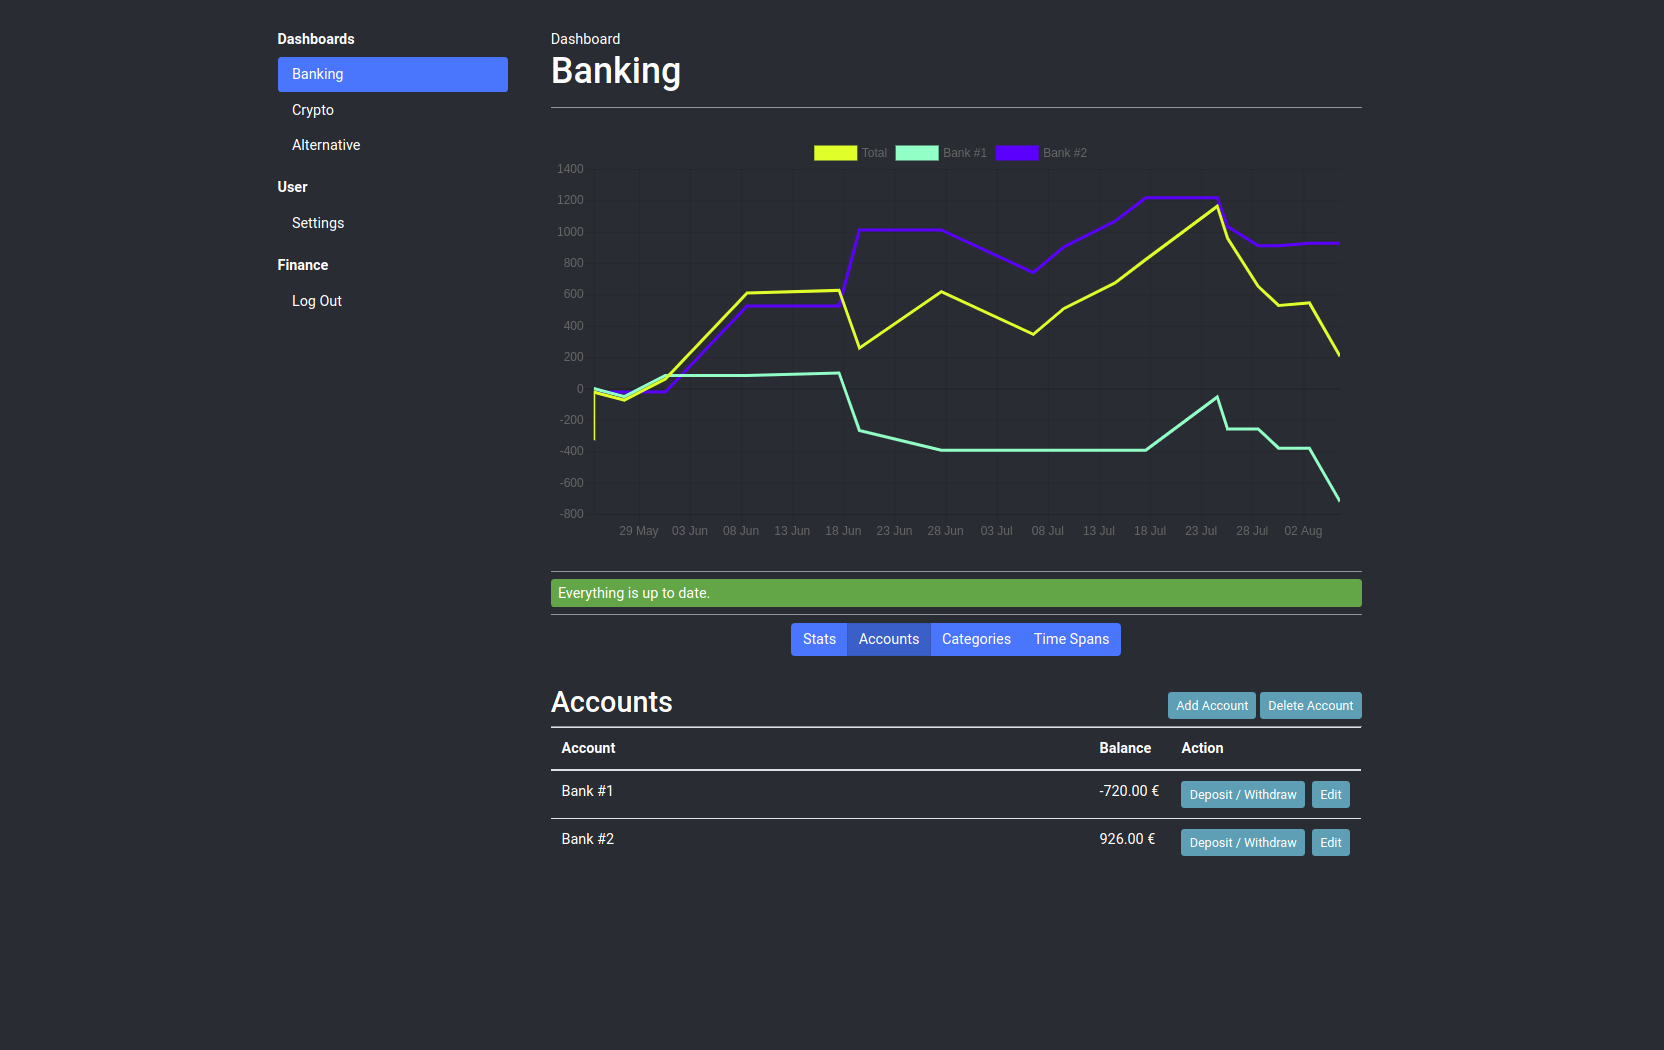 Dashboards
Banking
Crypto
Alternative
User
Settings
Finance
Log Out
Dashboard
Banking
Total Bank #1 Bank #2
1400
1200
1000
800
600
400
200
0
-200
-400
-600
-800
29 May 03 Jun 08 Jun 13 Jun 18 Jun 23 Jun 28 Jun 03 Jul 08 Jul 13 Jul 18 Jul 23 Jul 28 Jul 02 Aug
Everything is up to date.
Stats Accounts Categories Time Spans
Accounts Add Account Delete Account
Account Balance Action
Bank #1 -720.00 € Deposit / Withdraw Edit
Bank #2 926.00 € Deposit / Withdraw Edit